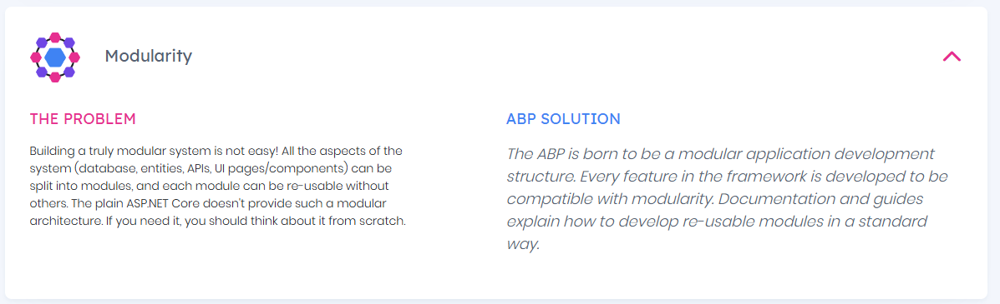 Modularity
THE PROBLEM
Building a truly modular system is not easy! All the aspects of the
system (database, entities, APIs, UI pages/components) can be
split into modules, and each module can be re-usable without
others. The plain ASP.NET Core doesn't provide such a modular
architecture. If you need it, you should think about it from scratch.
ABP SOLUTION
The ABP is born to be a modular application development
structure. Every feature in the framework is developed to be
compatible with modularity. Documentation and guides
explain how to develop re-usable modules in a standard
way.